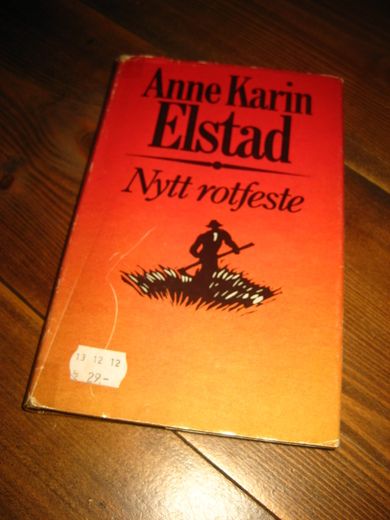 Anne Karin
Elstad
Nytt rotfeste
13 12 12
29-